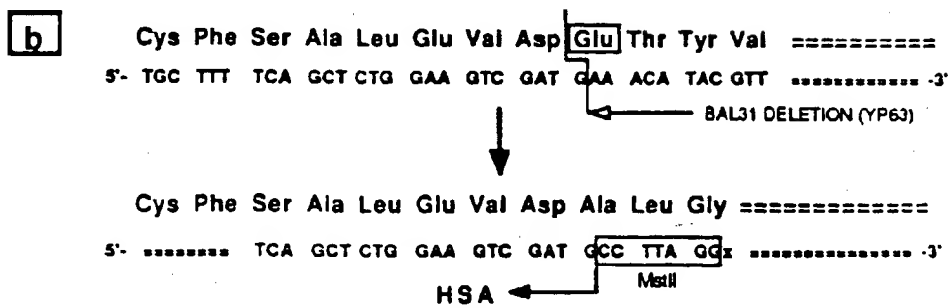 b
Cys Phe Ser Ala Leu Glu Val Asp Glu Thr Tyr Val ==========
5'- TGC TTT TCA GCT CTG GAA GTC GAT GAA ACA TAC GTT ............ -3'
BAL31 DELETION (YP63)
Cys Phe Ser Ala Leu Glu Val Asp Ala Leu Gly =============
5'- ........ TCA GCT CTG GAA GTC GAT GCC TTA GGx ............... -3'
MstII
HSA